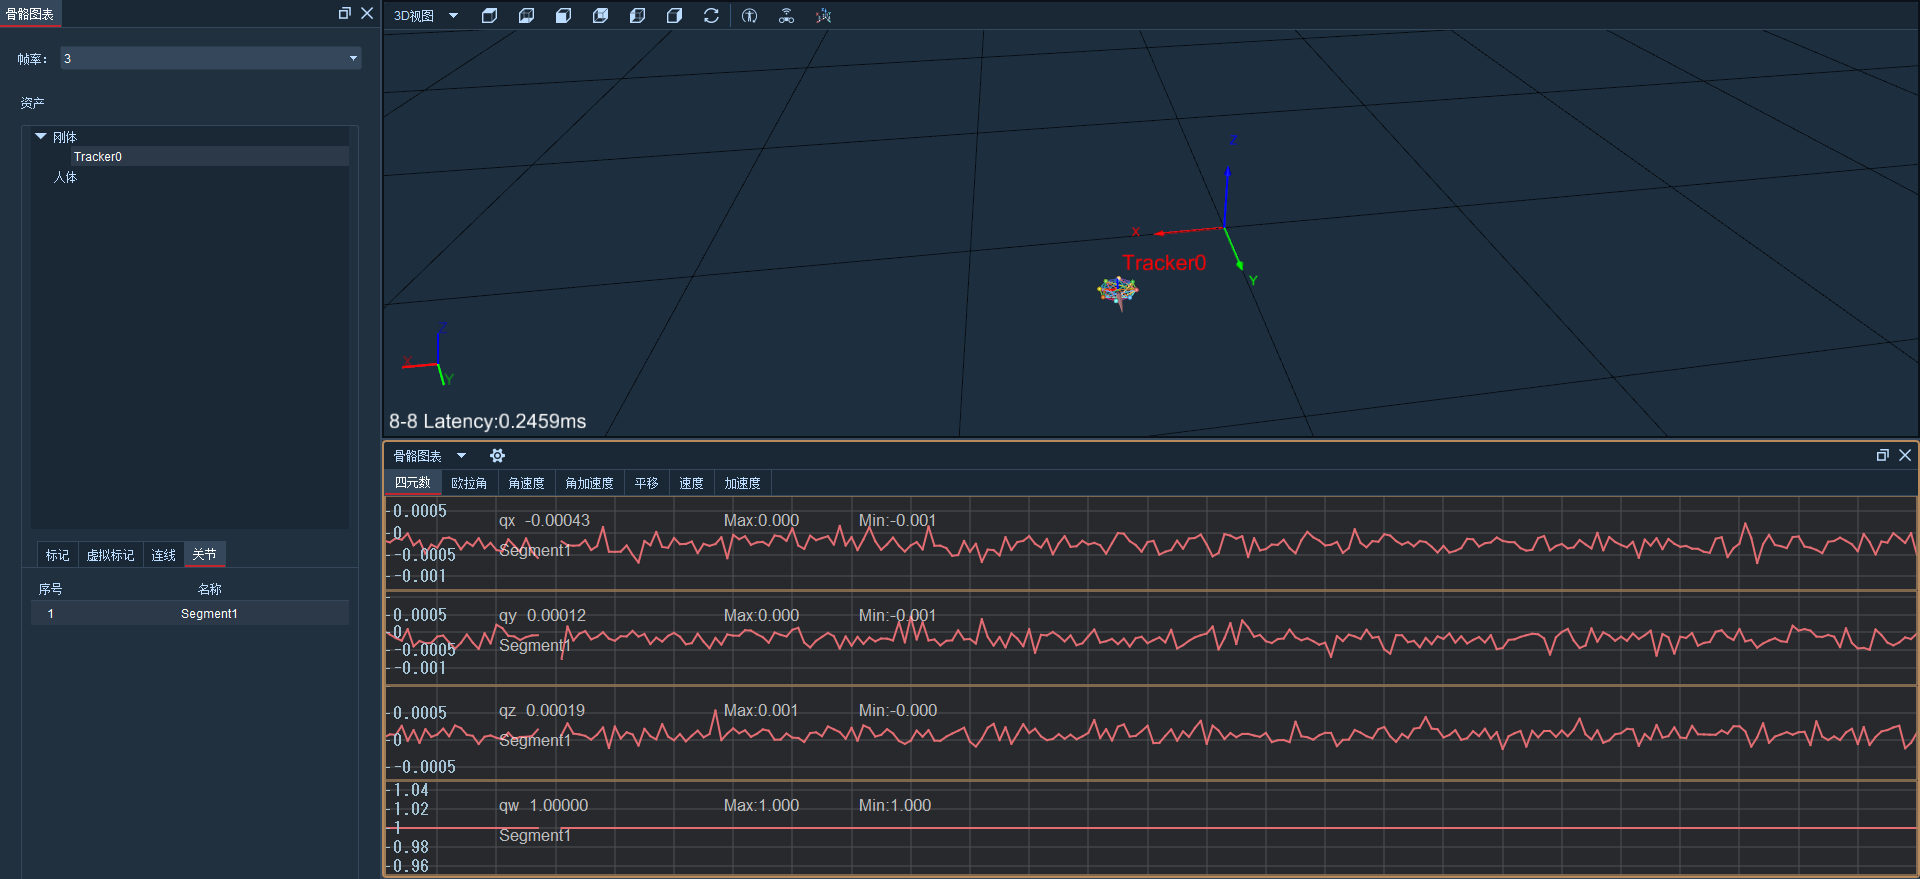 骨骼图表
帧率： 3
资产
刚体
Tracker0
人体
标记 虚拟标记 连线 关节
序号 名称
1 Segment1
3D视图
Z
X
Y
Tracker0
Z
X
Y
8-8 Latency:0.2459ms
骨骼图表
四元数 欧拉角 角速度 角加速度 平移 速度 加速度
0.0005
0
-0.0005
-0.001
qx -0.00043 Max:0.000 Min:-0.001
Segment1
0.0005
0
-0.0005
-0.001
qy 0.00012 Max:0.000 Min:-0.001
Segment1
0.0005
0
-0.0005
qz 0.00019 Max:0.001 Min:-0.000
Segment1
1.04
1.02
1
0.98
0.96
qw 1.00000 Max:1.000 Min:1.000
Segment1